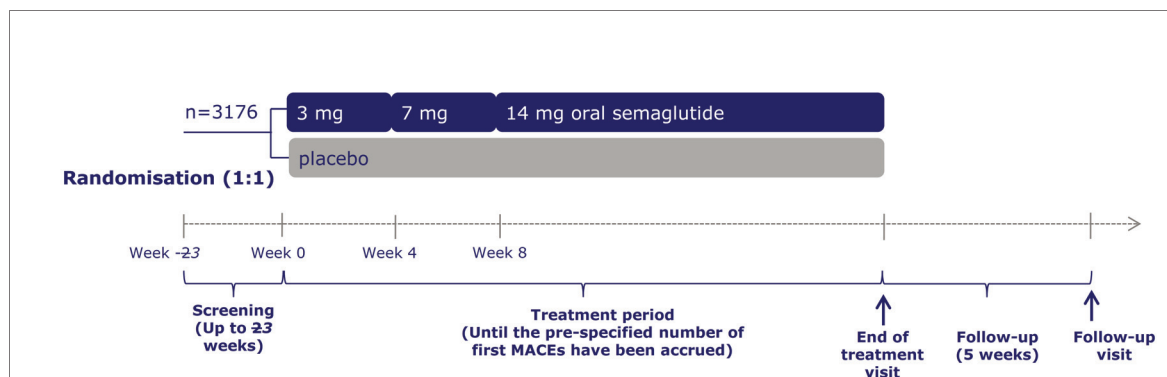 n=3176
3 mg
7 mg
14 mg oral semaglutide
placebo
Randomisation (1:1)
Week -23
Week 0
Week 4
Week 8
Screening
(Up to 23
weeks)
Treatment period
(Until the pre-specified number of
first MACEs have been accrued)
End of
treatment
visit
Follow-up
(5 weeks)
Follow-up
visit